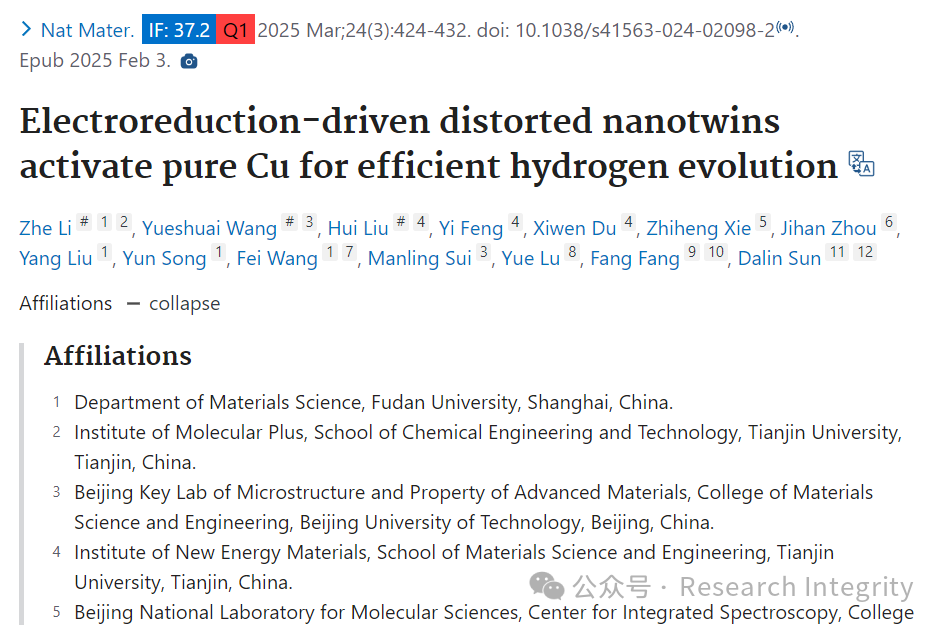 Nat Mater. IF: 37.2 Q1 2025 Mar;24(3):424-432. doi: 10.1038/s41563-024-02098-2.
Epub 2025 Feb 3.
Electroreduction-driven distorted nanotwins
activate pure Cu for efficient hydrogen evolution
Zhe Li # 1 2, Yueshuai Wang # 3, Hui Liu # 4, Yi Feng 4, Xiwen Du 4, Zhiheng Xie 5, Jihan Zhou 6,
Yang Liu 1, Yun Song 1, Fei Wang 1 7, Manling Sui 3, Yue Lu 8, Fang Fang 9 10, Dalin Sun 11 12
Affiliations — collapse
Affiliations
1 Department of Materials Science, Fudan University, Shanghai, China.
2 Institute of Molecular Plus, School of Chemical Engineering and Technology, Tianjin University,
Tianjin, China.
3 Beijing Key Lab of Microstructure and Property of Advanced Materials, College of Materials
Science and Engineering, Beijing University of Technology, Beijing, China.
4 Institute of New Energy Materials, School of Materials Science and Engineering, Tianjin
University, Tianjin, China.
公众号 · Research Integrity
5 Beijing National Laboratory for Molecular Sciences, Center for Integrated Spectroscopy, College